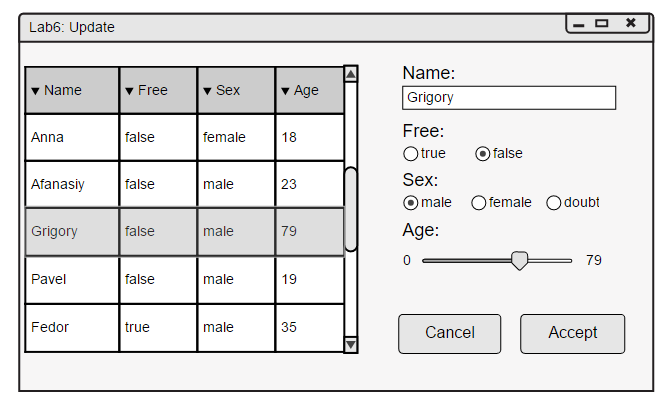 Lab6: Update
▼ Name ▼ Free ▼ Sex ▼ Age
Anna false female 18
Afanasiy false male 23
Grigory false male 79
Pavel false male 19
Fedor true male 35
Name:
Grigory
Free:
true false
Sex:
male female doubt
Age:
0 79
Cancel Accept